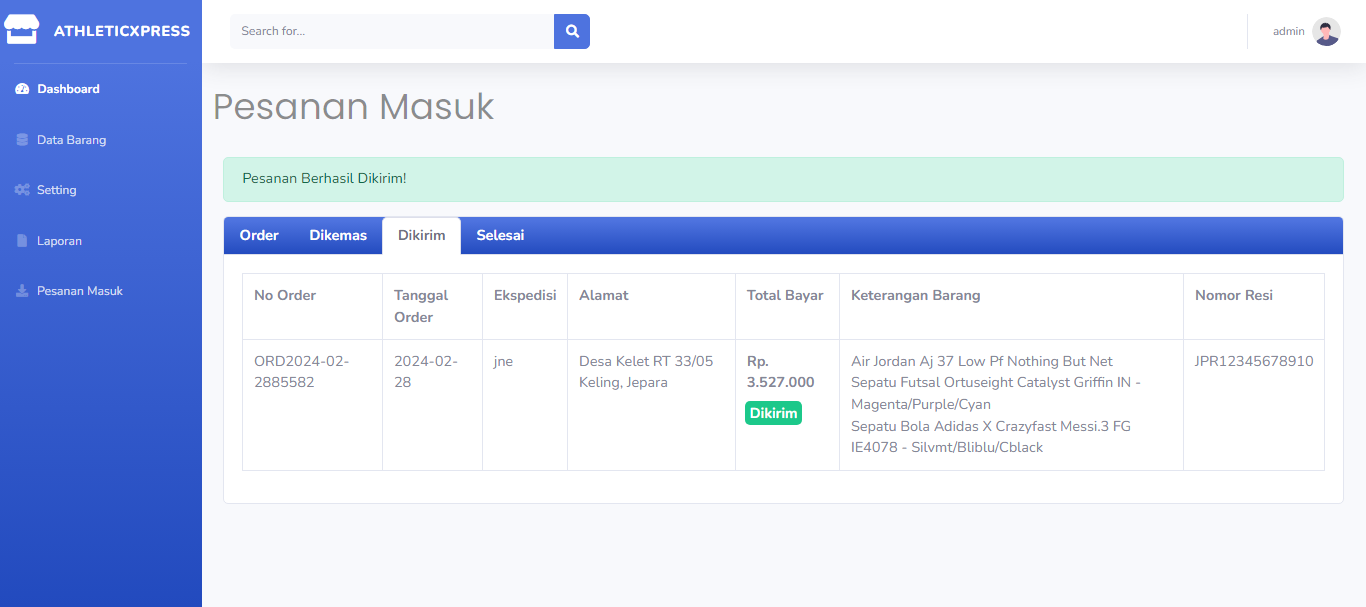 ATHLETICXPRESS
Search for...
admin
Dashboard
Data Barang
Setting
Laporan
Pesanan Masuk
Pesanan Masuk
Pesanan Berhasil Dikirim!
Order Dikemas Dikirim Selesai
No Order
Tanggal
Order
Ekspedisi
Alamat
Total Bayar
Keterangan Barang
Nomor Resi
ORD2024-02-
2885582
2024-02-
28
jne
Desa Kelet RT 33/05
Keling, Jepara
Rp.
3.527.000
Dikirim
Air Jordan Aj 37 Low Pf Nothing But Net
Sepatu Futsal Ortuseight Catalyst Griffin IN -
Magenta/Purple/Cyan
Sepatu Bola Adidas X Crazyfast Messi.3 FG
IE4078 - Silvmt/Bliblu/Cblack
JPR12345678910